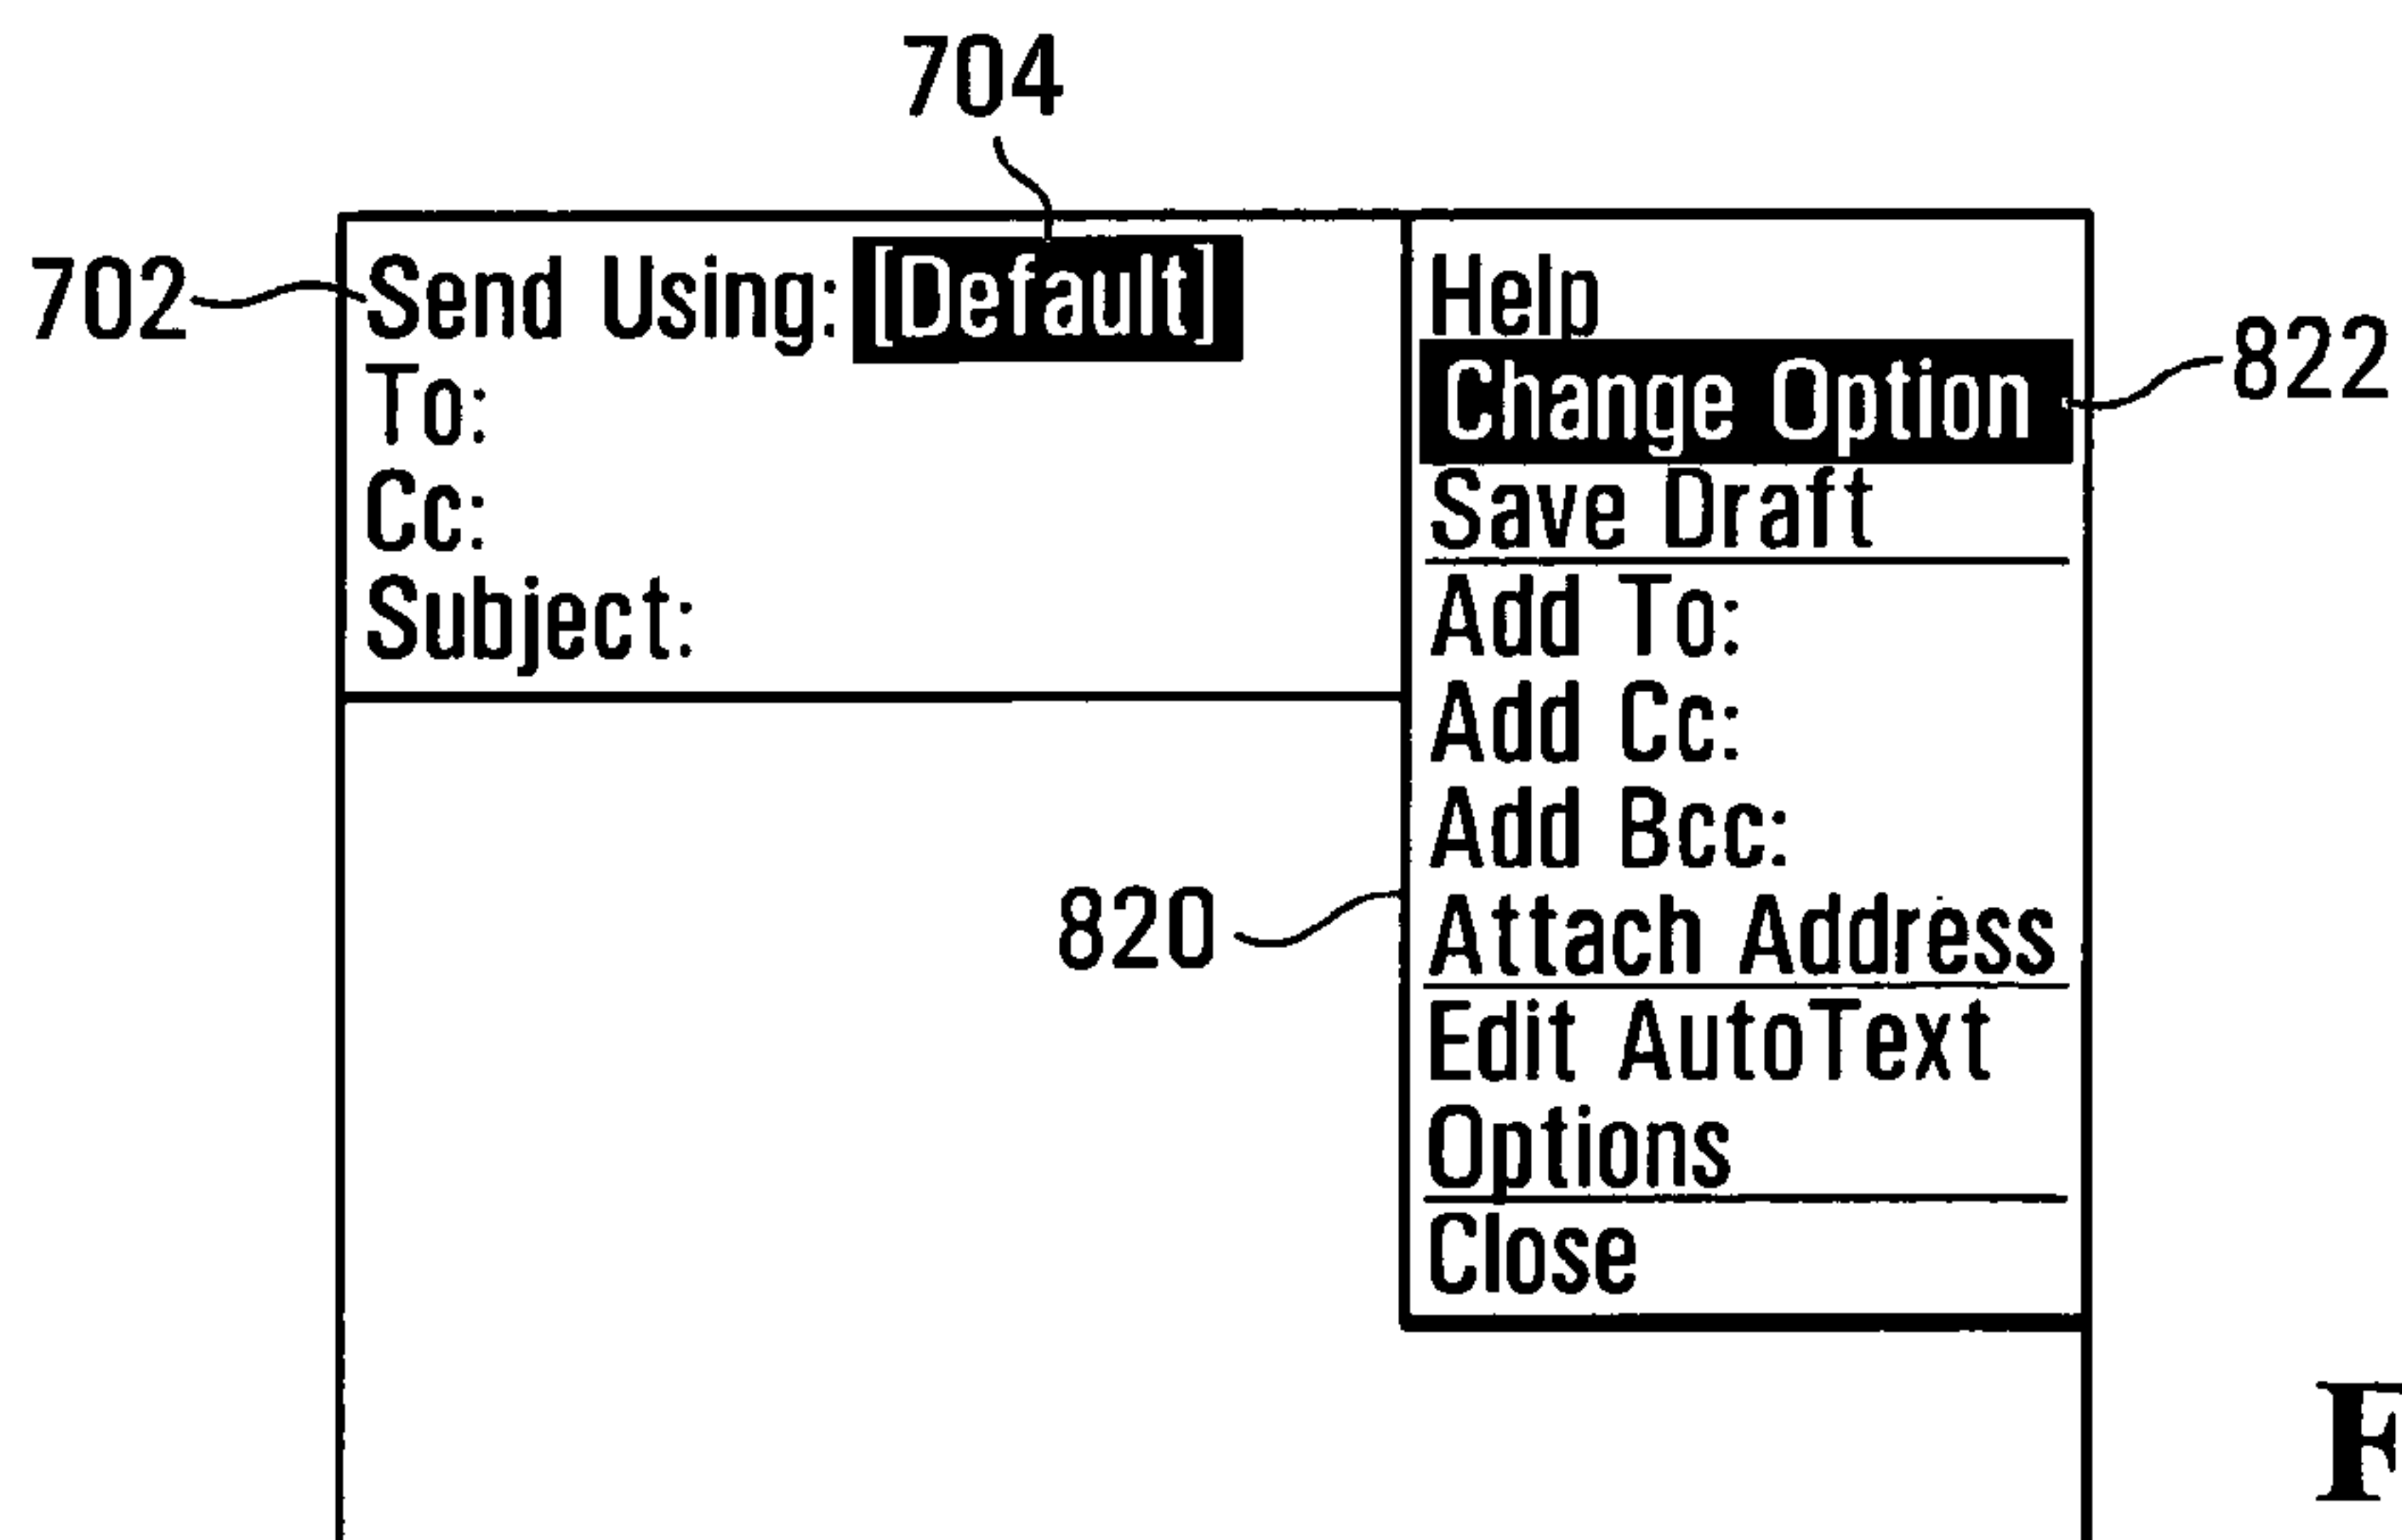 704
702
Send Using: [Default]
To:
Cc:
Subject:
Help
Change Option
822
Save Draft
Add To:
Add Cc:
Add Bcc:
820
Attach Address
Edit AutoText
Options
Close
F